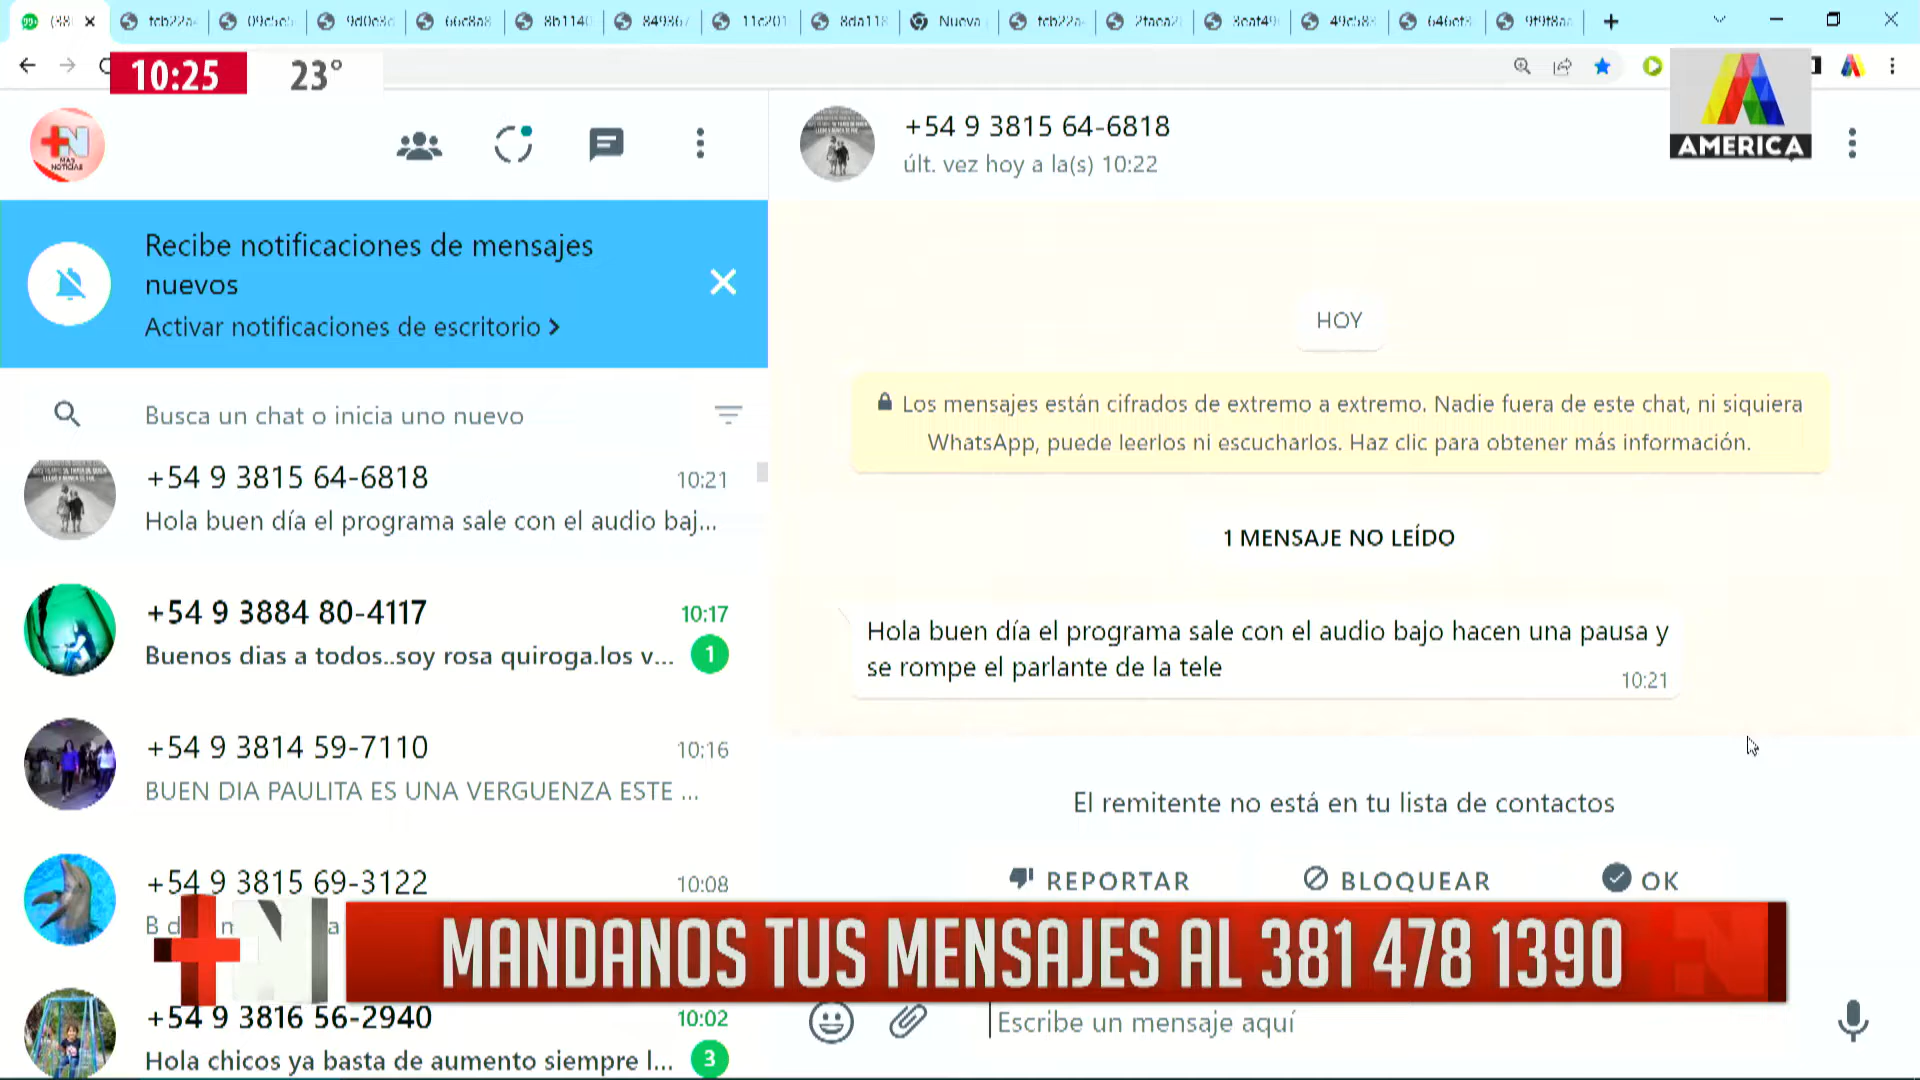 (38
Nueva
10:25
23°
AMERICA
MAS
NOTICIAS
+54 9 3815 64-6818
últ. vez hoy a la(s) 10:22
Recibe notificaciones de mensajes
nuevos
Activar notificaciones de escritorio
Busca un chat o inicia uno nuevo
+54 9 3815 64-6818
10:21
Hola buen día el programa sale con el audio baj...
+54 9 3884 80-4117
10:17
Buenos dias a todos..soy rosa quiroga.los v...
1
+54 9 3814 59-7110
10:16
BUEN DIA PAULITA ES UNA VERGUENZA ESTE ...
+54 9 3815 69-3122
10:08
+54 9 3816 56-2940
10:02
Hola chicos ya basta de aumento siempre l...
3
HOY
Los mensajes están cifrados de extremo a extremo. Nadie fuera de este chat, ni siquiera
WhatsApp, puede leerlos ni escucharlos. Haz clic para obtener más información.
1 MENSAJE NO LEÍDO
Hola buen día el programa sale con el audio bajo hacen una pausa y
se rompe el parlante de la tele
10:21
El remitente no está en tu lista de contactos
REPORTAR
BLOQUEAR
OK
+N
MANDANOS TUS MENSAJES AL 381 478 1390
Escribe un mensaje aquí